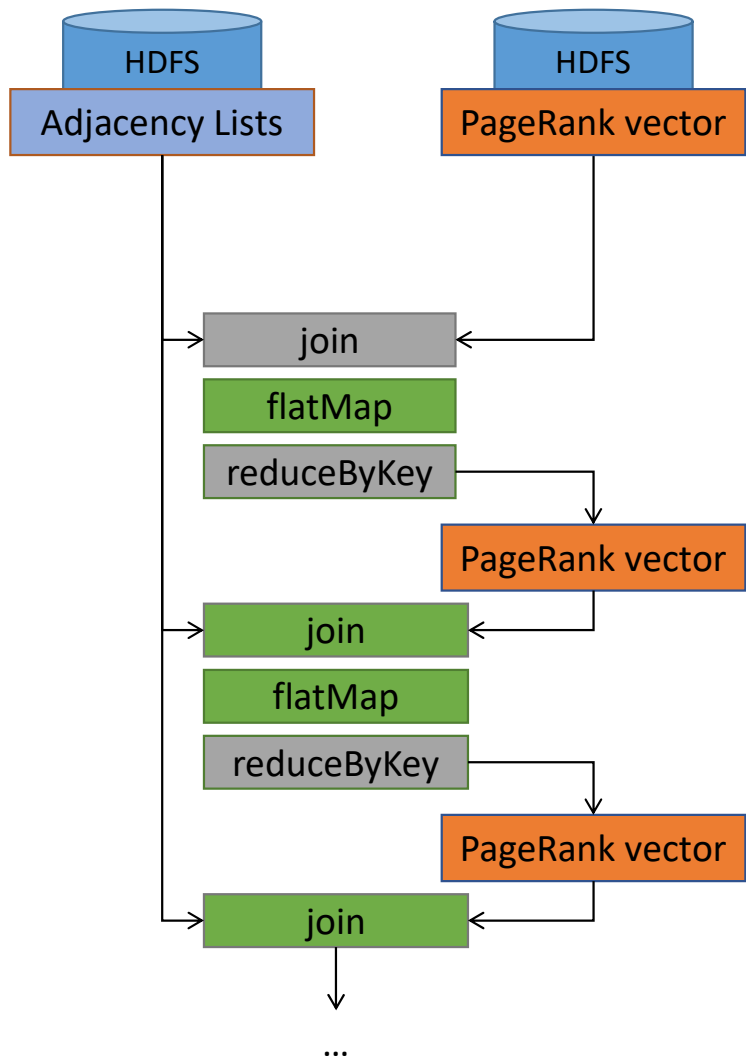 HDFS
HDFS
Adjacency Lists
PageRank vector
join
flatMap
reduceByKey
PageRank vector
join
flatMap
reduceByKey
PageRank vector
join
...